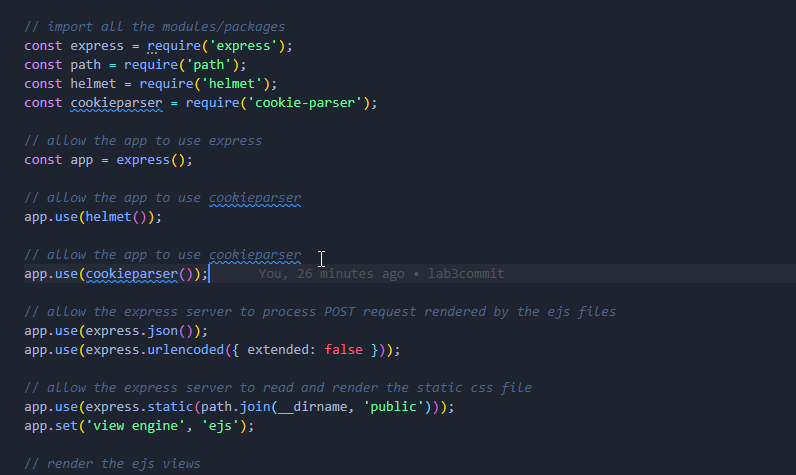 // import all the modules/packages
const express = require('express');
const path = require('path');
const helmet = require('helmet');
const cookieparser = require('cookie-parser');
// allow the app to use express
const app = express();
// allow the app to use cookieparser
app.use(helmet());
// allow the app to use cookieparser
app.use(cookieparser()); You, 26 minutes ago • lab3commit
// allow the express server to process POST request rendered by the ejs files
app.use(express.json());
app.use(express.urlencoded({ extended: false }));
// allow the express server to read and render the static css file
app.use(express.static(path.join(__dirname, 'public')));
app.set('view engine', 'ejs');
// render the ejs views